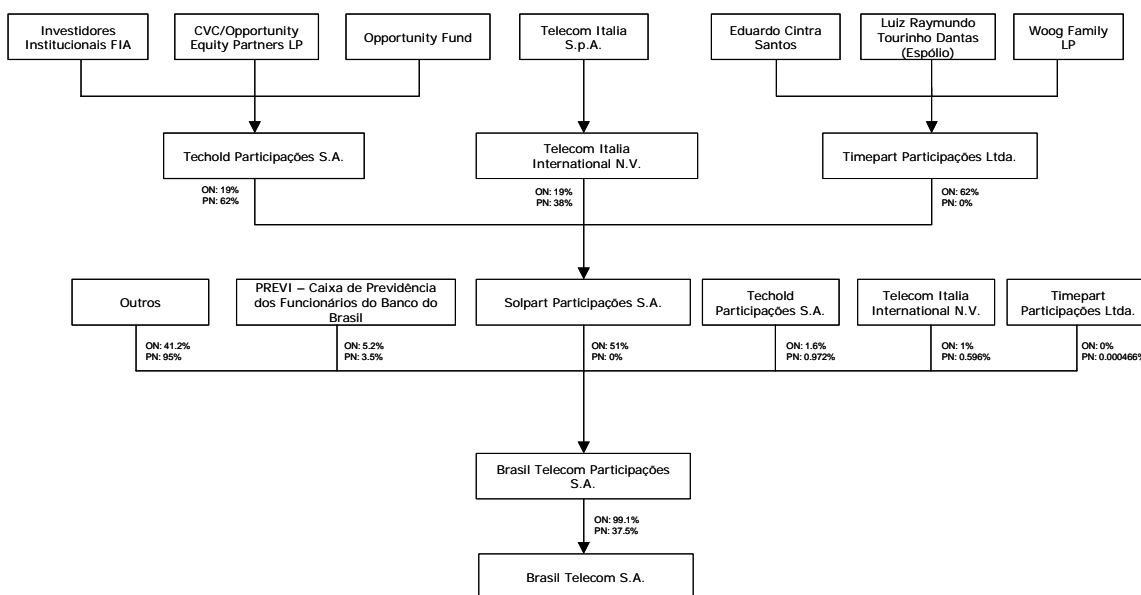 Investidores
Institucionais FIA
CVC/Opportunity
Equity Partners LP
Opportunity Fund
Telecom Italia
S.p.A.
Eduardo Cintra
Santos
Luiz Raymundo
Tourinho Dantas
(Espólio)
Woog Family
LP
Techold Participações S.A.
Telecom Italia
International N.V.
Timepart Participações Ltda.
ON: 19%
PN: 62%
ON: 19%
PN: 38%
ON: 62%
PN: 0%
Outros
PREVI – Caixa de Previdência
dos Funcionários do Banco do
Brasil
Solpart Participações S.A.
Techold
Participações S.A.
Telecom Italia
International N.V.
Timepart
Participações Ltda.
ON: 41.2%
PN: 95%
ON: 5.2%
PN: 3.5%
ON: 51%
PN: 0%
ON: 1.6%
PN: 0.972%
ON: 1%
PN: 0.596%
ON: 0%
PN: 0.000466%
Brasil Telecom Participações
S.A.
ON: 99.1%
PN: 37.5%
Brasil Telecom S.A.